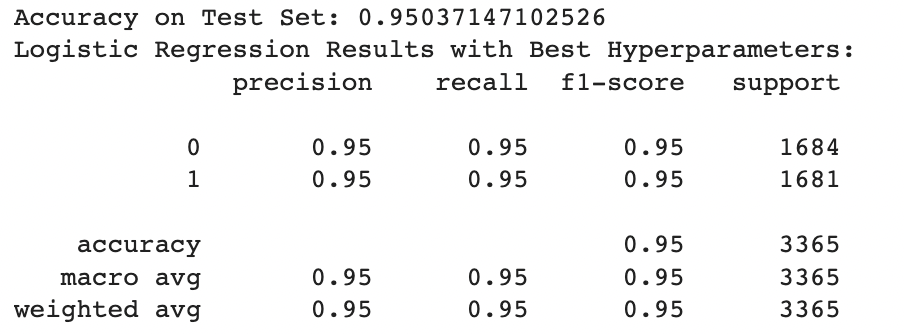 Accuracy on Test Set: 0.95037147102526
Logistic Regression Results with Best Hyperparameters:
precision recall f1-score support
0 0.95 0.95 0.95 1684
1 0.95 0.95 0.95 1681
accuracy 0.95 3365
macro avg 0.95 0.95 0.95 3365
weighted avg 0.95 0.95 0.95 3365